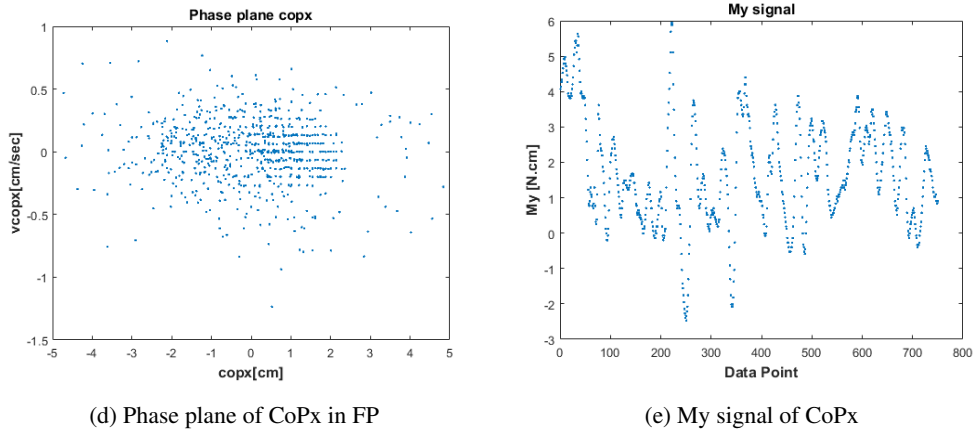 Phase plane copx
1
0.5
0
-0.5
-1
-1.5
vcopx[cm/sec]
-5 -4 -3 -2 -1 0 1 2 3 4 5
copx[cm]
(d) Phase plane of CoPx in FP
My signal
6
5
4
3
2
1
0
-1
-2
-3
My [N.cm]
0 100 200 300 400 500 600 700 800
Data Point
(e) My signal of CoPx